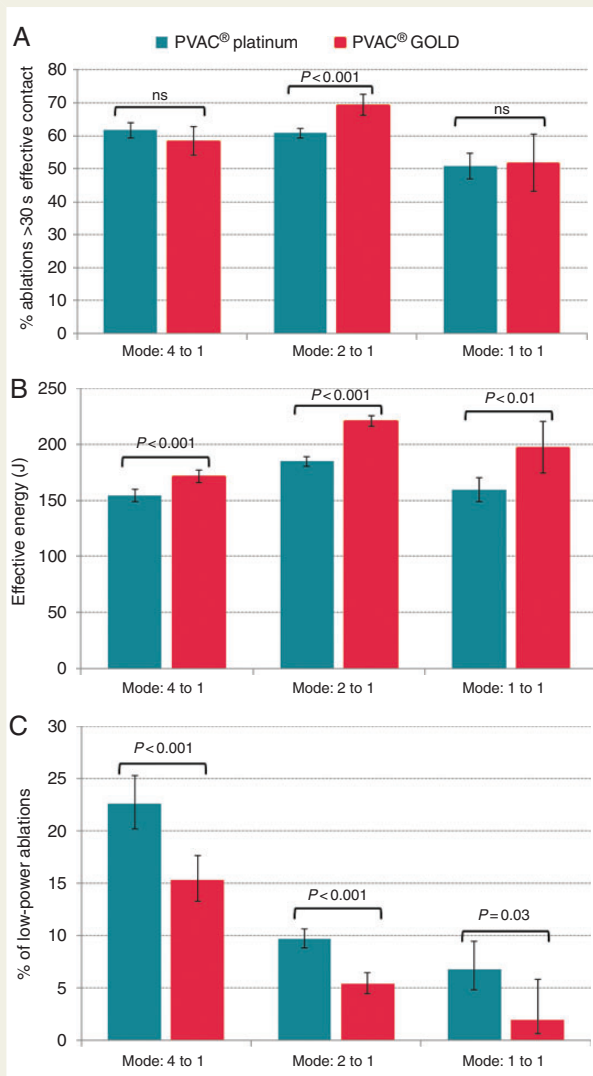 A
PVAC® platinum PVAC® GOLD
% ablations >30 s effective contact
80
70
60
50
40
30
20
10
0
ns
P<0.001
ns
Mode: 4 to 1 Mode: 2 to 1 Mode: 1 to 1
B
Effective energy (J)
250
200
150
100
50
0
P<0.001
P<0.001
P<0.01
Mode: 4 to 1 Mode: 2 to 1 Mode: 1 to 1
C
% of low-power ablations
30
25
20
15
10
5
0
P<0.001
P<0.001
P=0.03
Mode: 4 to 1 Mode: 2 to 1 Mode: 1 to 1